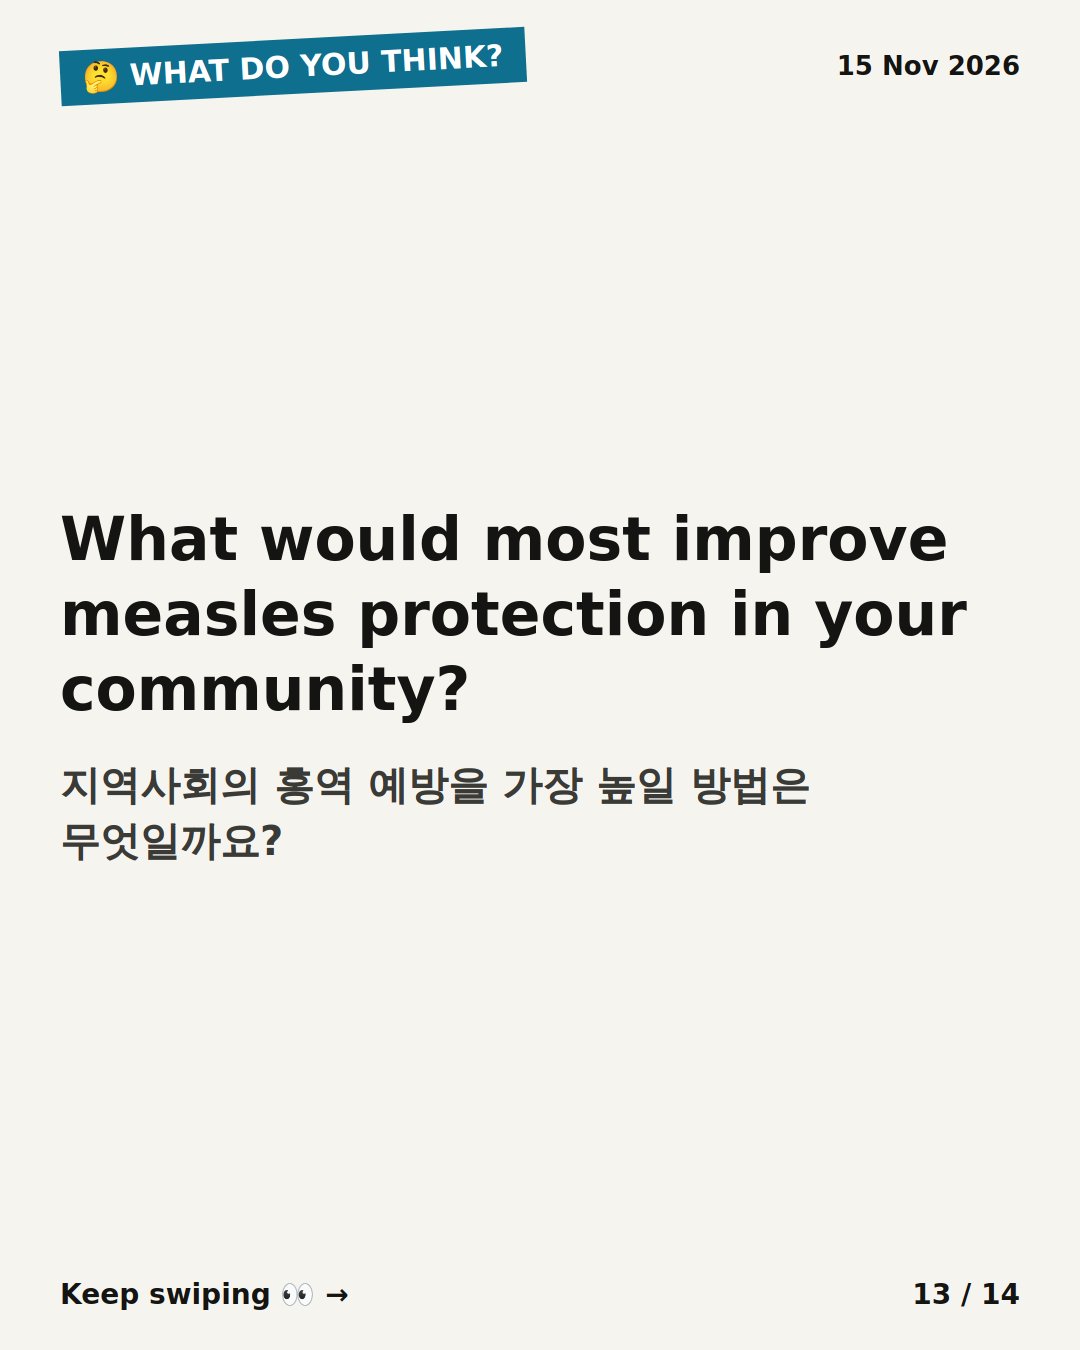 🤔 WHAT DO YOU THINK?
15 Nov 2026
What would most improve
measles protection in your
community?
지역사회의 홍역 예방을 가장 높일 방법은
무엇일까요?
Keep swiping 👀 →
13 / 14